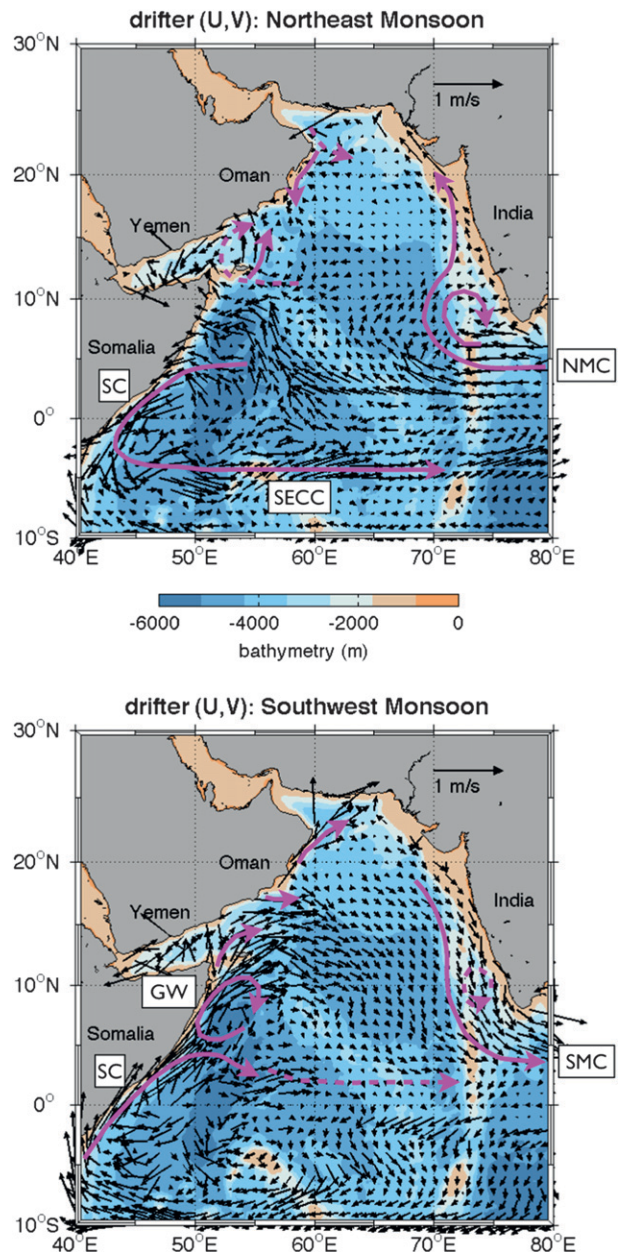 drifter (U,V): Northeast Monsoon
30°N
1 m/s
20°
Oman
India
Yemen
10°
Somalia
SC
NMC
0°
SECC
10°S
40°E 50°E 60°E 70°E 80°E
-6000 -4000 -2000 0
bathymetry (m)
drifter (U,V): Southwest Monsoon
30°N
1 m/s
20°
Oman
India
Yemen
10°
GW
Somalia
SC
SMC
0°
10°S
40°E 50°E 60°E 70°E 80°E